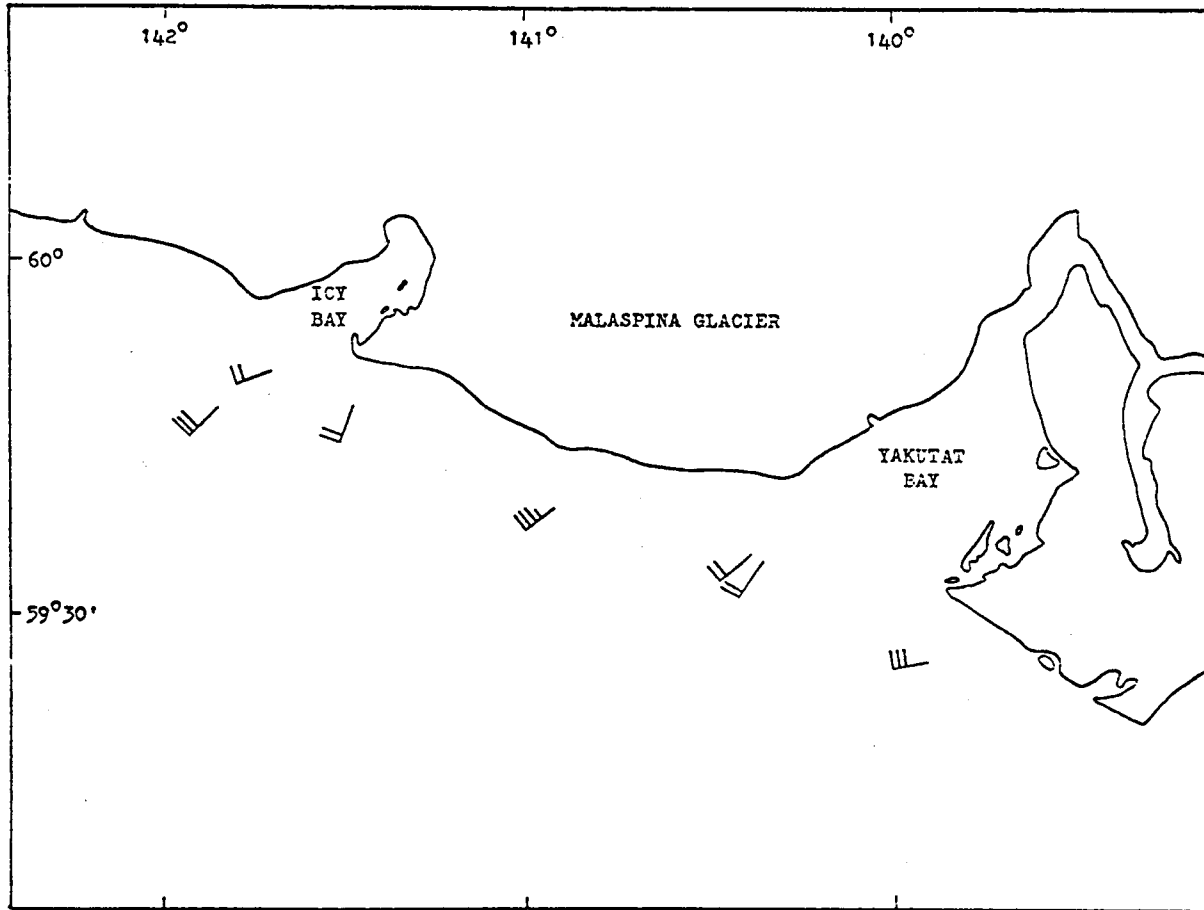 142° 141° 140°
60°
ICY
BAY
MALASPINA GLACIER
YAKUTAT
BAY
59°30'